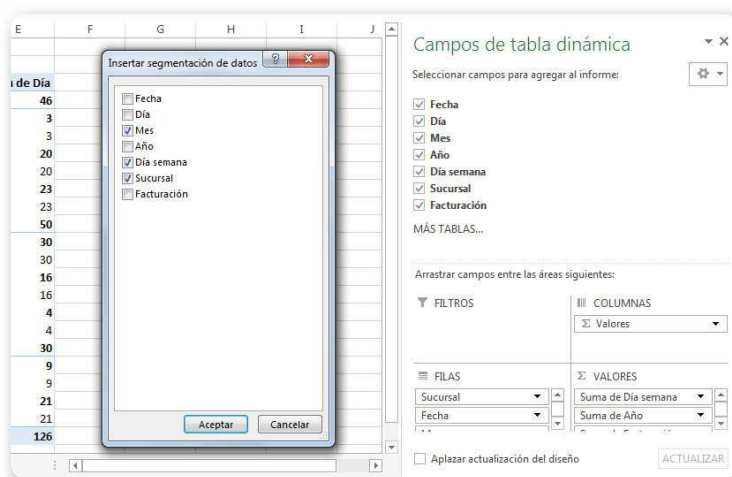 E F G H I J
Insertar segmentación de datos
de Día
46
3
3
20
20
23
23
50
30
30
16
16
4
4
30
9
9
21
21
126
Fecha
Día
Mes
Año
Día semana
Sucursal
Facturación
Aceptar Cancelar
Campos de tabla dinámica
Seleccionar campos para agregar al informe:
Fecha
Día
Mes
Año
Día semana
Sucursal
Facturación
MÁS TABLAS...
Arrastrar campos entre las áreas siguientes:
FILTROS
COLUMNAS
Σ Valores
FILAS
Sucursal
Fecha
Σ VALORES
Suma de Día semana
Suma de Año
Aplazar actualización del diseño
ACTUALIZAR